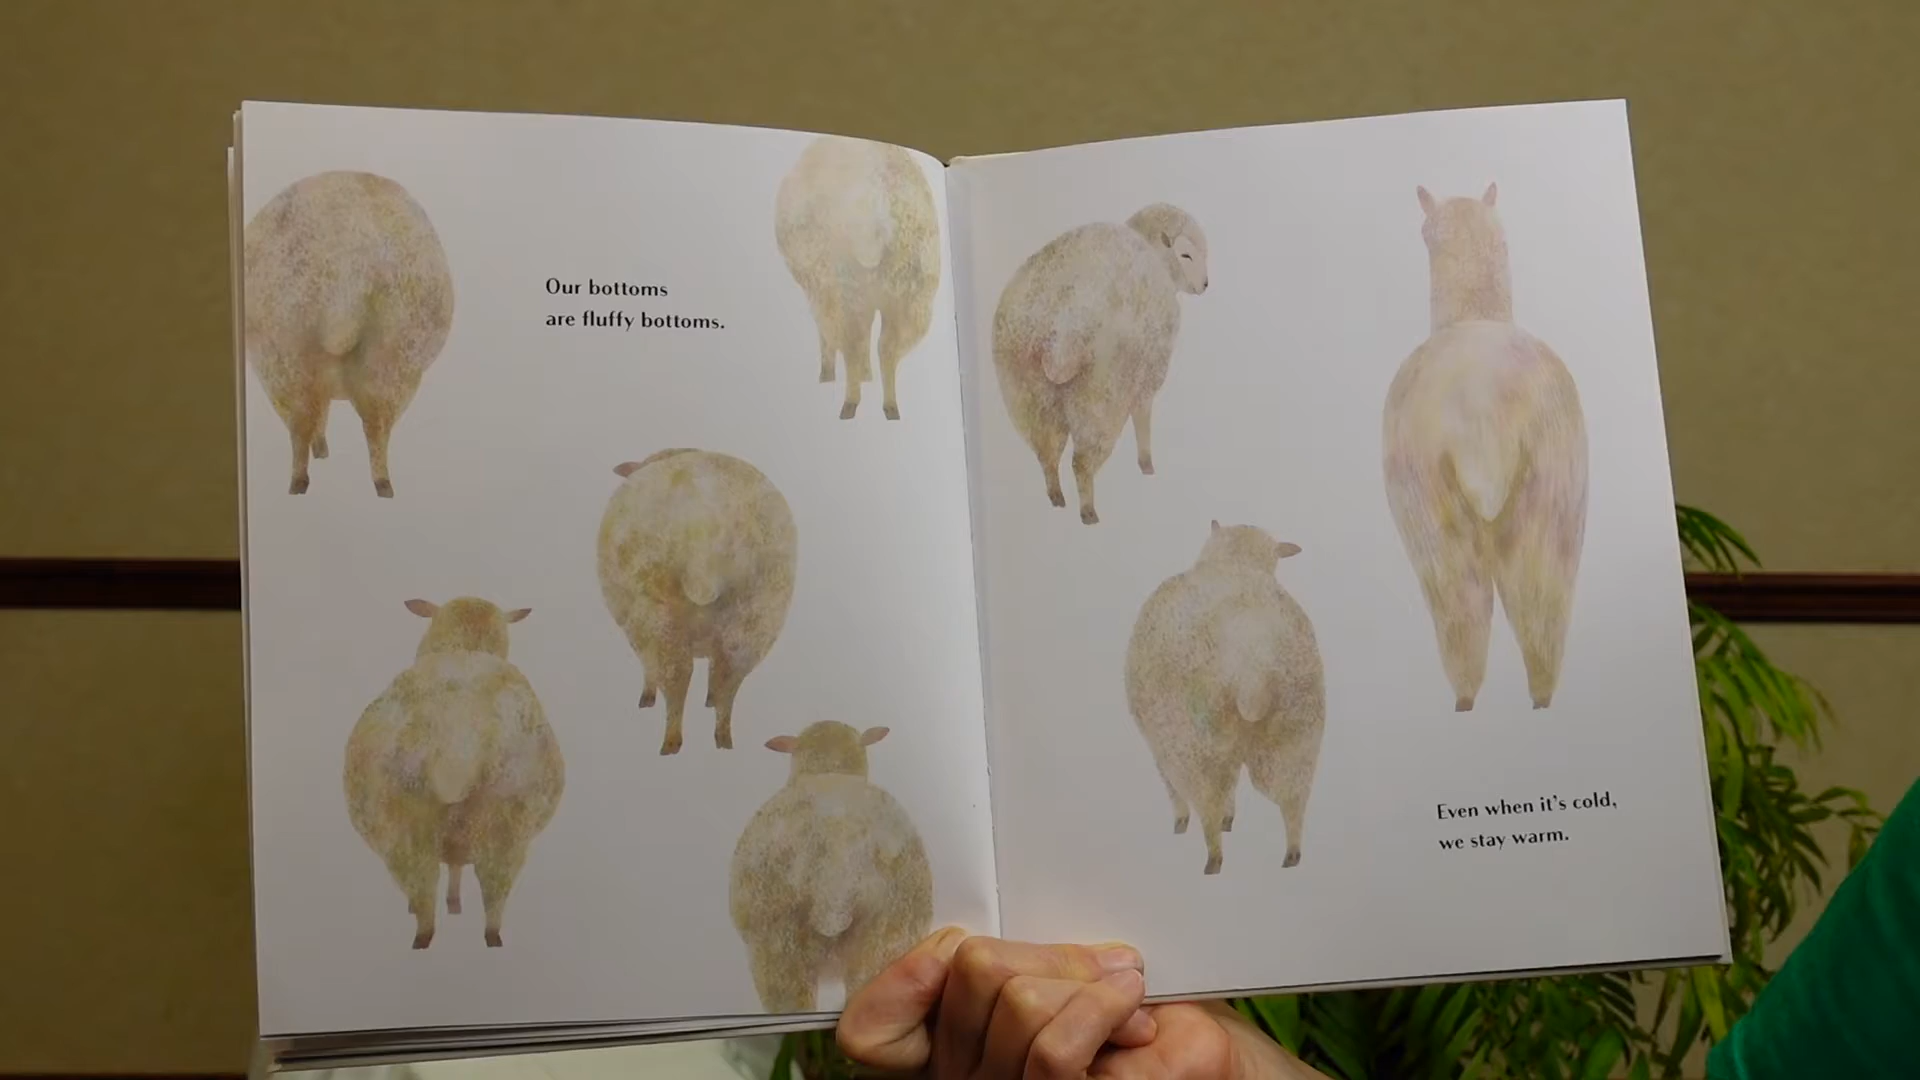 Our bottoms
are fluffy bottoms.
Even when it's cold,
we stay warm.